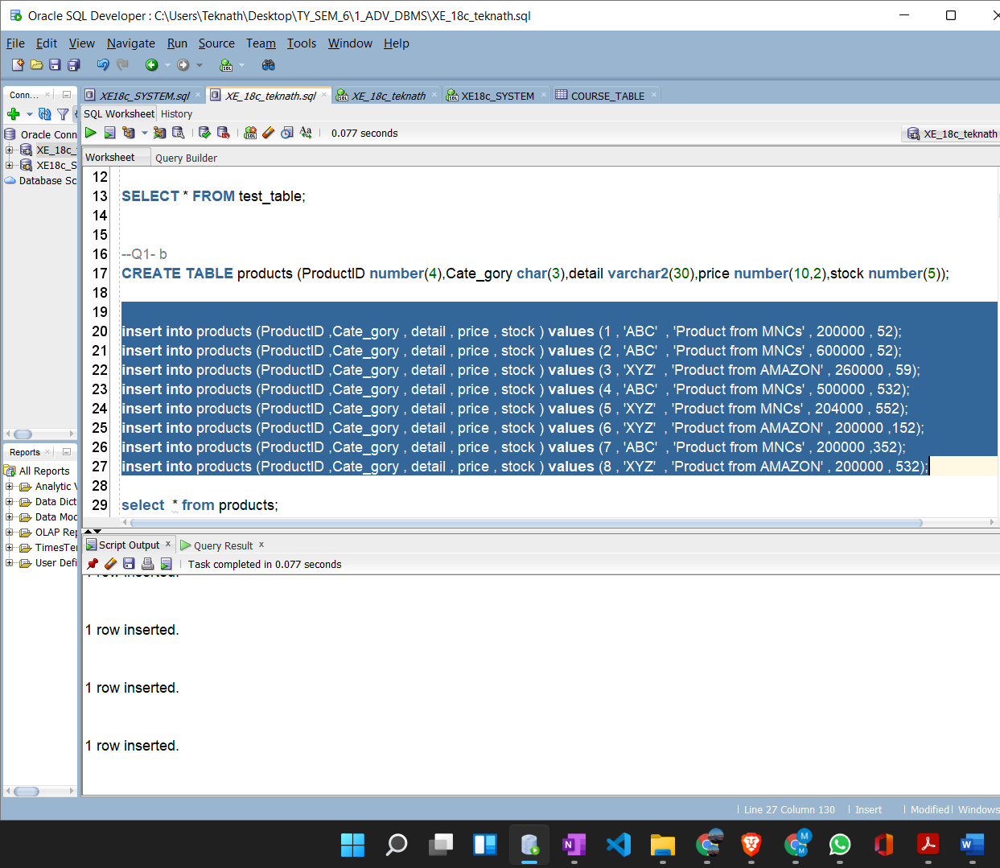 Oracle SQL Developer : C:\Users\Teknath\Desktop\TY_SEM_6\1_ADV_DBMS\XE_18c_teknath.sql
File Edit View Navigate Run Source Team Tools Window Help
Conn...
XE18c_SYSTEM.sql
XE_18c_teknath.sql
XE_18c_teknath
XE18c_SYSTEM
COURSE_TABLE
SQL Worksheet History
0.077 seconds
XE_18c_teknath
Oracle Conn
XE_18c_
XE18c_S
Database Sc
Worksheet Query Builder
12
13 SELECT * FROM test_table;
14
15
16 --Q1- b
17 CREATE TABLE products (ProductID number(4),Cate_gory char(3),detail varchar2(30),price number(10,2),stock number(5));
18
19
20 insert into products (ProductID ,Cate_gory , detail , price , stock ) values (1 , 'ABC' , 'Product from MNCs' , 200000 , 52);
21 insert into products (ProductID ,Cate_gory , detail , price , stock ) values (2 , 'ABC' , 'Product from MNCs' , 600000 , 52);
22 insert into products (ProductID ,Cate_gory , detail , price , stock ) values (3 , 'XYZ' , 'Product from AMAZON' , 260000 , 59);
23 insert into products (ProductID ,Cate_gory , detail , price , stock ) values (4 , 'ABC' , 'Product from MNCs' , 500000 , 532);
24 insert into products (ProductID ,Cate_gory , detail , price , stock ) values (5 , 'XYZ' , 'Product from MNCs' , 204000 , 552);
25 insert into products (ProductID ,Cate_gory , detail , price , stock ) values (6 , 'XYZ' , 'Product from AMAZON' , 200000 ,152);
26 insert into products (ProductID ,Cate_gory , detail , price , stock ) values (7 , 'ABC' , 'Product from MNCs' , 200000 ,352);
27 insert into products (ProductID ,Cate_gory , detail , price , stock ) values (8 , 'XYZ' , 'Product from AMAZON' , 200000 , 532);
28
29 select * from products;
Reports
All Reports
Analytic V
Data Dict
Data Mod
OLAP Rep
TimesTen
User Defi
Script Output Query Result
Task completed in 0.077 seconds
1 row inserted.
1 row inserted.
1 row inserted.
1 row inserted.
Line 27 Column 130 Insert Modified Windows